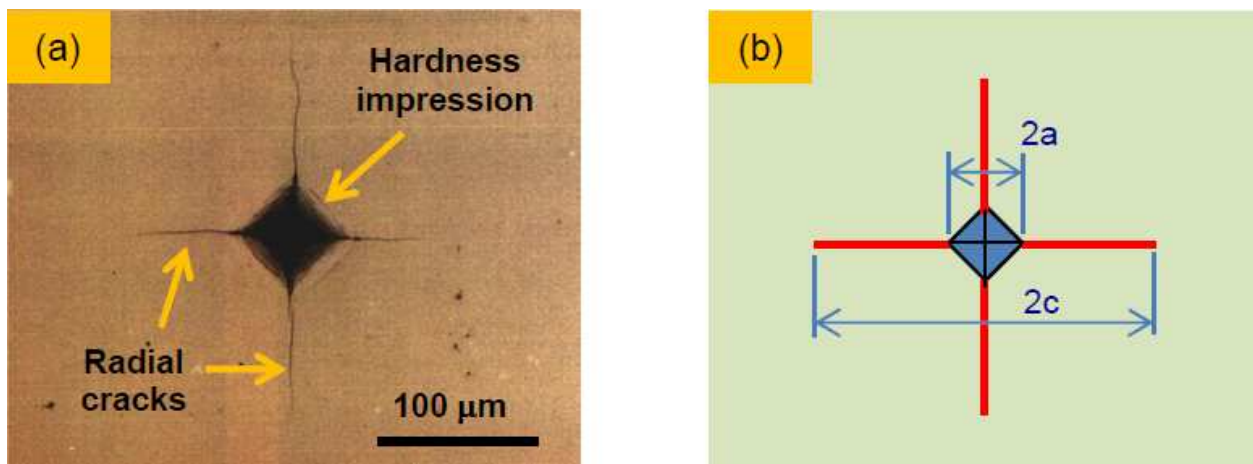 (a)
Hardness
impression
Radial
cracks
100 μm
(b)
2a
2c